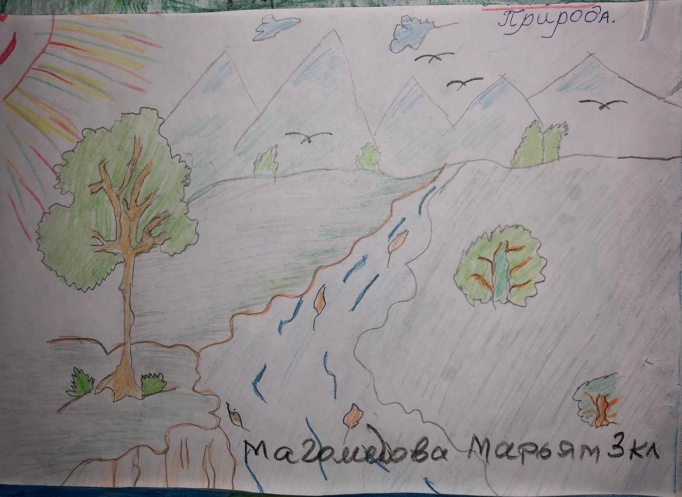 Природа.
Магомедова Марьям 3кл